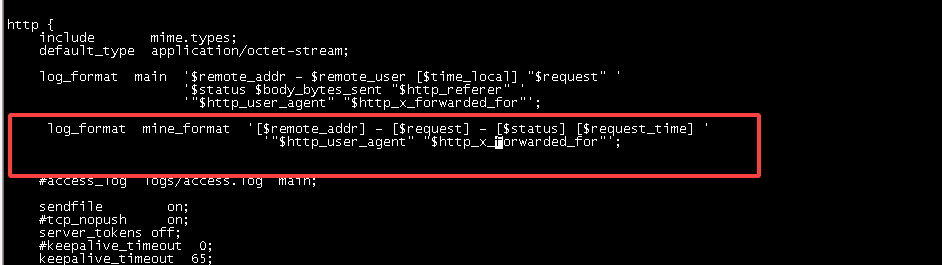 http {
    include       mime.types;
    default_type  application/octet-stream;
    log_format  main  '$remote_addr - $remote_user [$time_local] "$request" '
                      '$status $body_bytes_sent "$http_referer" '
                      '"$http_user_agent" "$http_x_forwarded_for"';
     log_format  mine_format  '[$remote_addr] - [$request] - [$status] [$request_time] '
                                '"$http_user_agent" "$http_x_forwarded_for"';
    #access_log  logs/access.log  main;
    sendfile        on;
    #tcp_nopush     on;
    server_tokens off;
    #keepalive_timeout  0;
    keepalive_timeout  65;